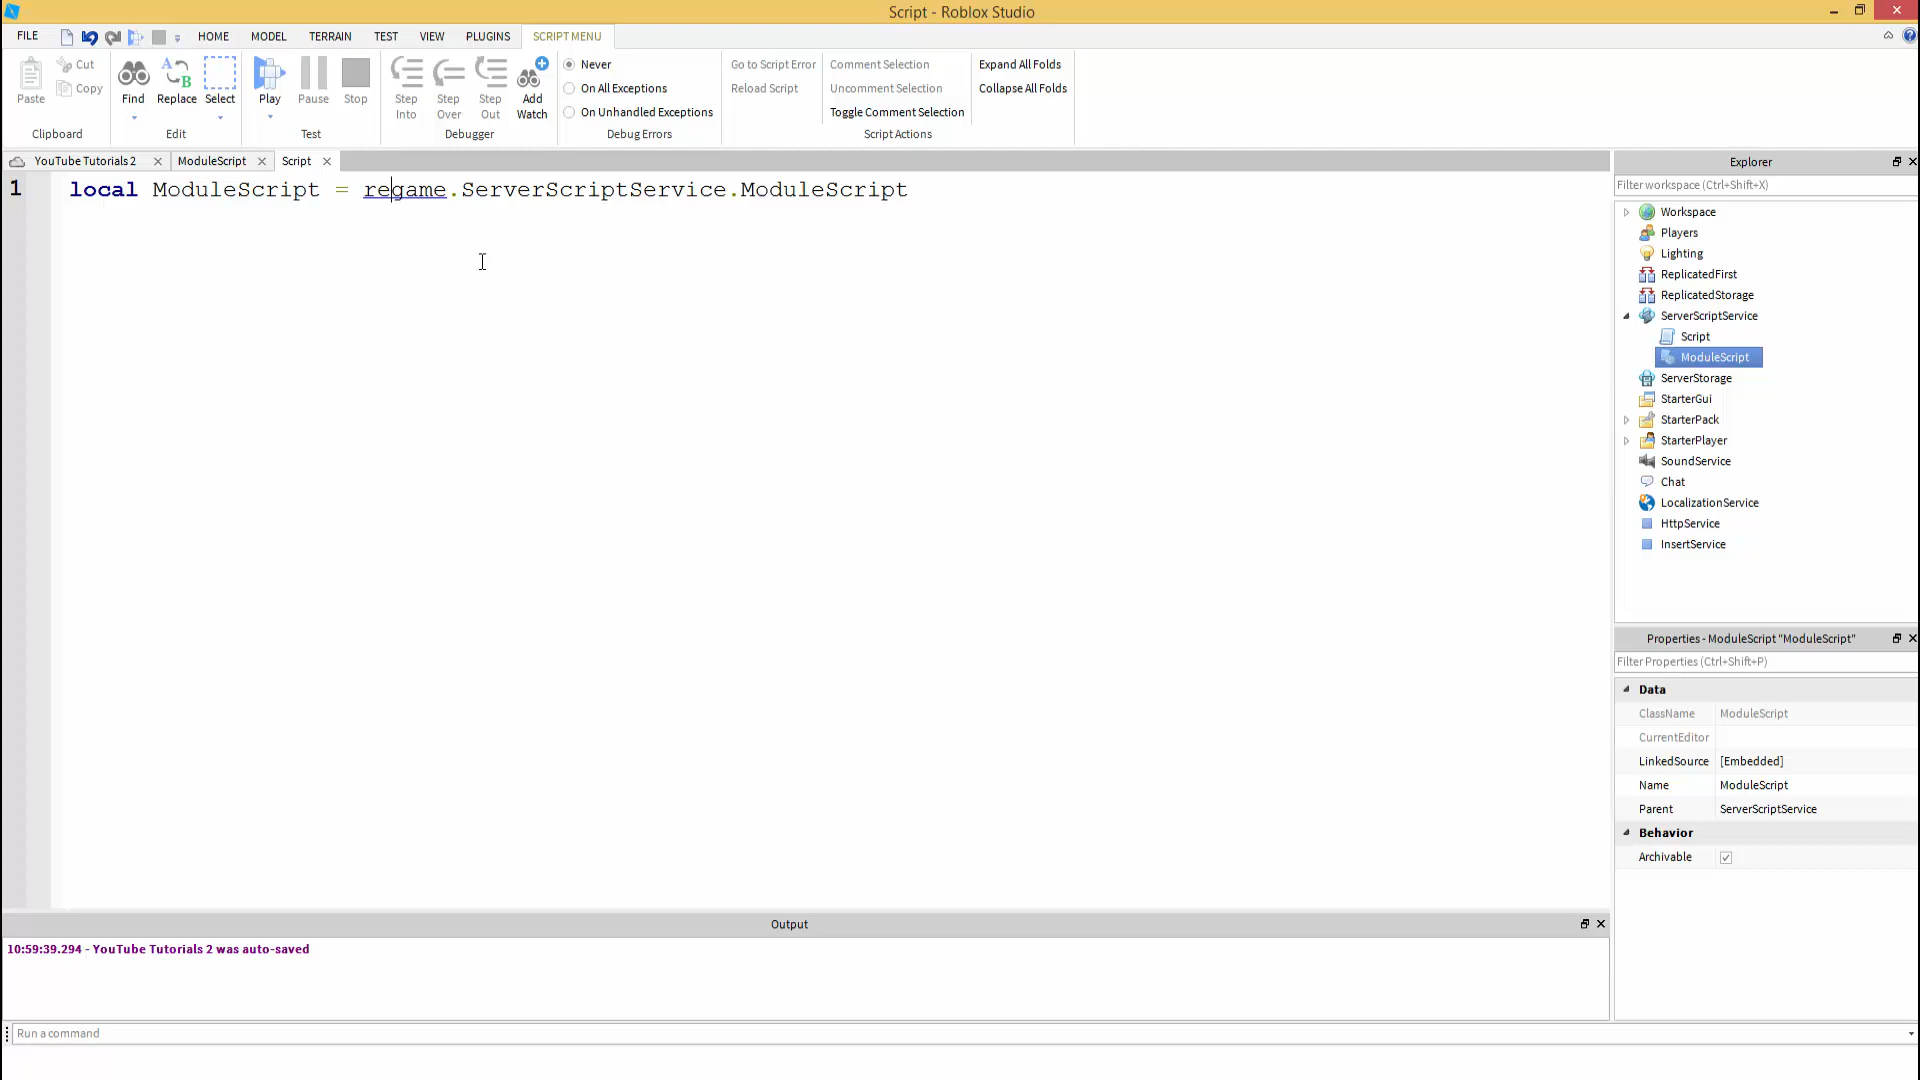 Script - Roblox Studio
FILE HOME MODEL TERRAIN TEST VIEW PLUGINS SCRIPT MENU
Paste Cut Copy Clipboard
Find Replace Select Edit
Play Pause Stop Test
Step Into Step Over Step Out Add Watch Debugger
Never
On All Exceptions
On Unhandled Exceptions
Debug Errors
Go to Script Error
Reload Script
Comment Selection
Uncomment Selection
Toggle Comment Selection
Script Actions
Expand All Folds
Collapse All Folds
YouTube Tutorials 2 ModuleScript Script
1 local ModuleScript = regame.ServerScriptService.ModuleScript
Explorer
Filter workspace (Ctrl+Shift+X)
Workspace
Players
Lighting
ReplicatedFirst
ReplicatedStorage
ServerScriptService
Script
ModuleScript
ServerStorage
StarterGui
StarterPack
StarterPlayer
SoundService
Chat
LocalizationService
HttpService
InsertService
Properties - ModuleScript "ModuleScript"
Filter Properties (Ctrl+Shift+P)
Data
ClassName ModuleScript
CurrentEditor
LinkedSource [Embedded]
Name ModuleScript
Parent ServerScriptService
Behavior
Archivable
Output
10:59:39.294 - YouTube Tutorials 2 was auto-saved
Run a command